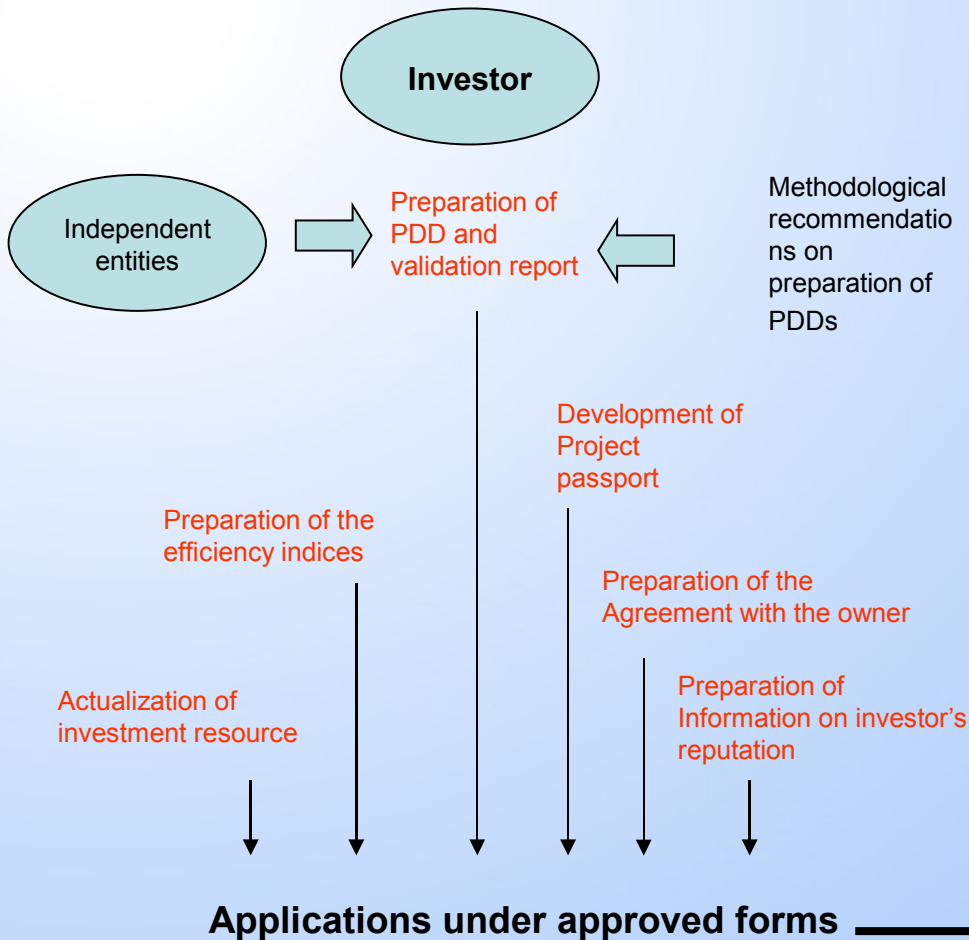 Investor
Independent
entities
Preparation of
PDD and
validation report
Methodological
recommendatio
ns on
preparation of
PDDs
Development of
Project
passport
Preparation of the
efficiency indices
Preparation of the
Agreement with the owner
Actualization of
investment resource
Preparation of
Information on investor's
reputation
Applications under approved forms